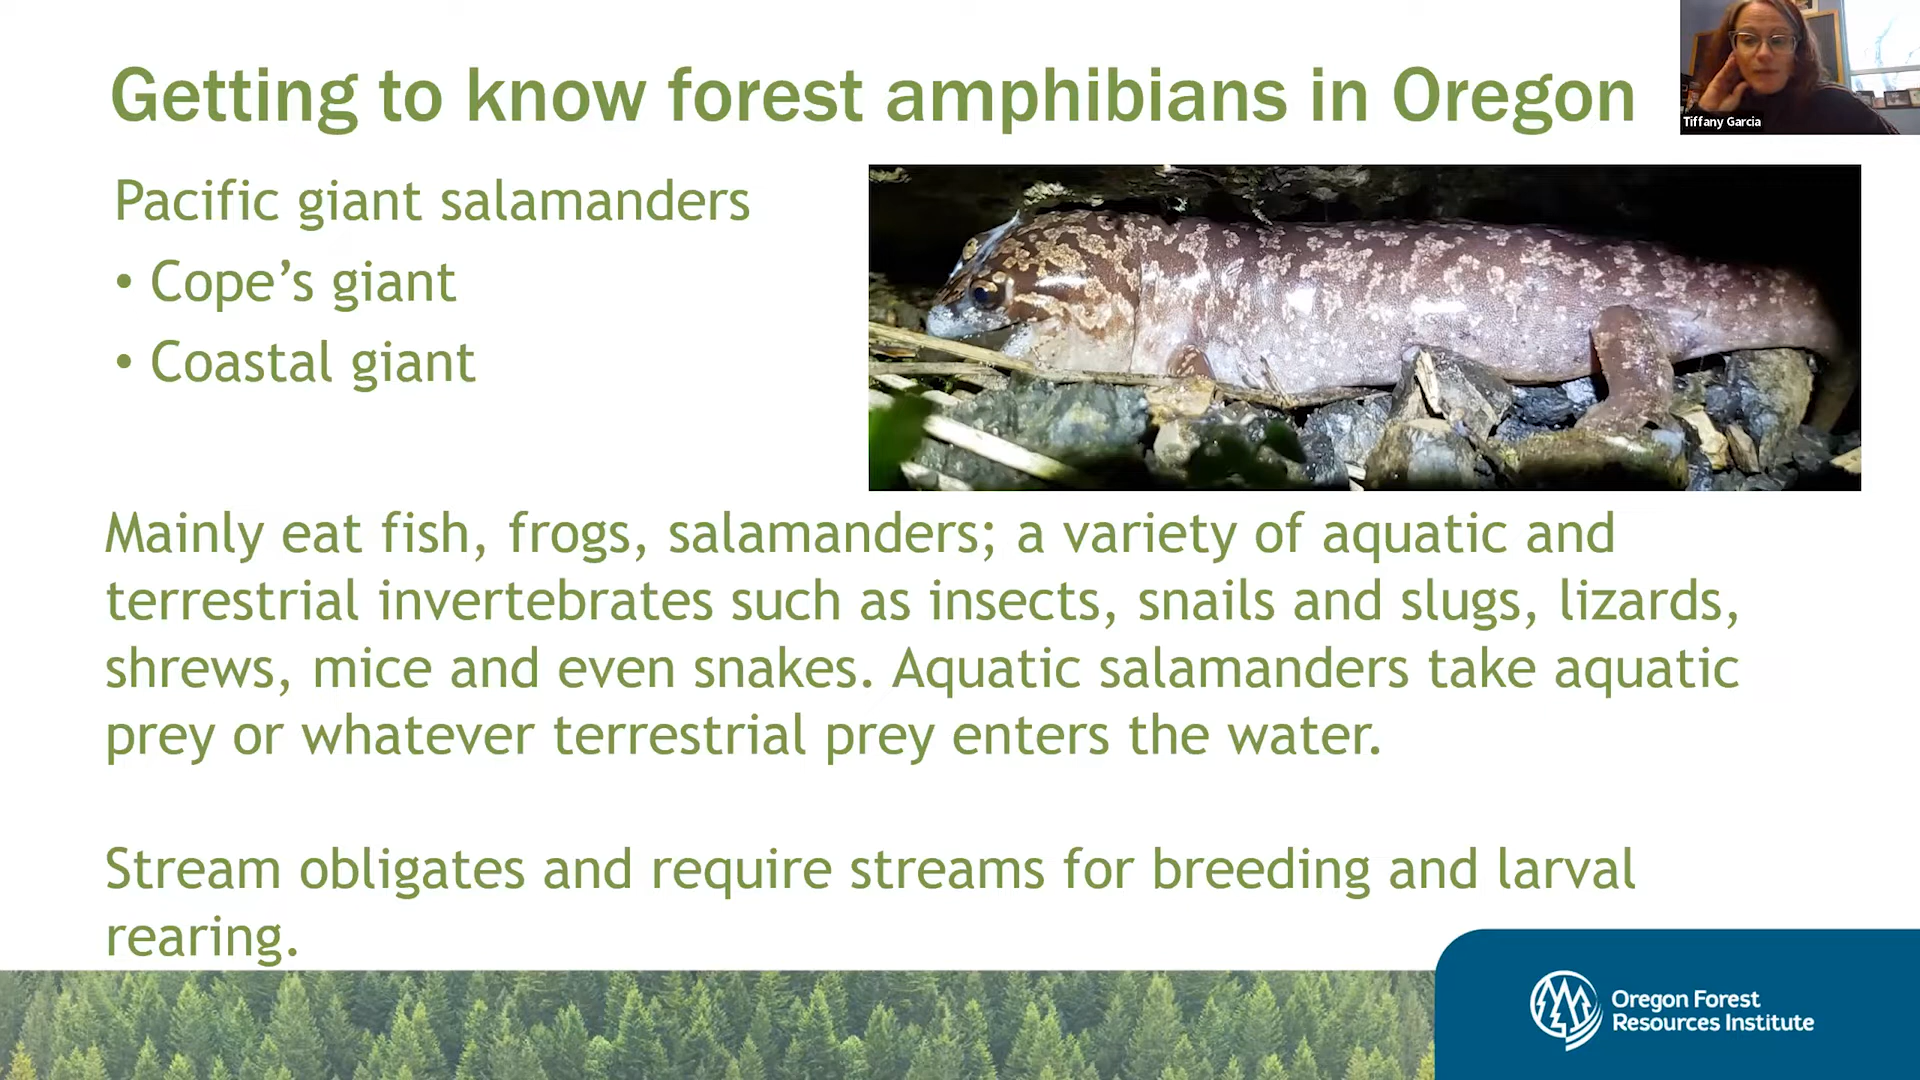 Getting to know forest amphibians in Oregon
Tiffany Garcia
Pacific giant salamanders
• Cope’s giant
• Coastal giant
Mainly eat fish, frogs, salamanders; a variety of aquatic and
terrestrial invertebrates such as insects, snails and slugs, lizards,
shrews, mice and even snakes. Aquatic salamanders take aquatic
prey or whatever terrestrial prey enters the water.
Stream obligates and require streams for breeding and larval
rearing.
Oregon Forest
Resources Institute